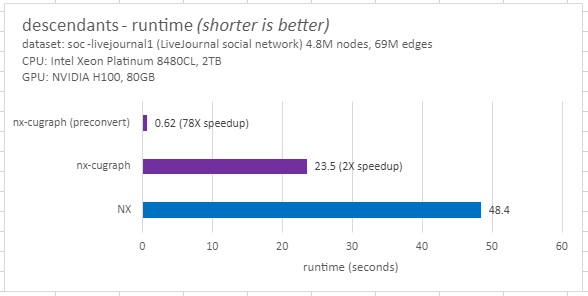 descendants - runtime (shorter is better)
dataset: soc-livejournal1 (LiveJournal social network) 4.8M nodes, 69M edges
CPU: Intel Xeon Platinum 8480CL, 2TB
GPU: NVIDIA H100, 80GB
nx-cugraph (preconvert) 0.62 (78X speedup)
nx-cugraph 23.5 (2X speedup)
NX 48.4
0 10 20 30 40 50 60
runtime (seconds)